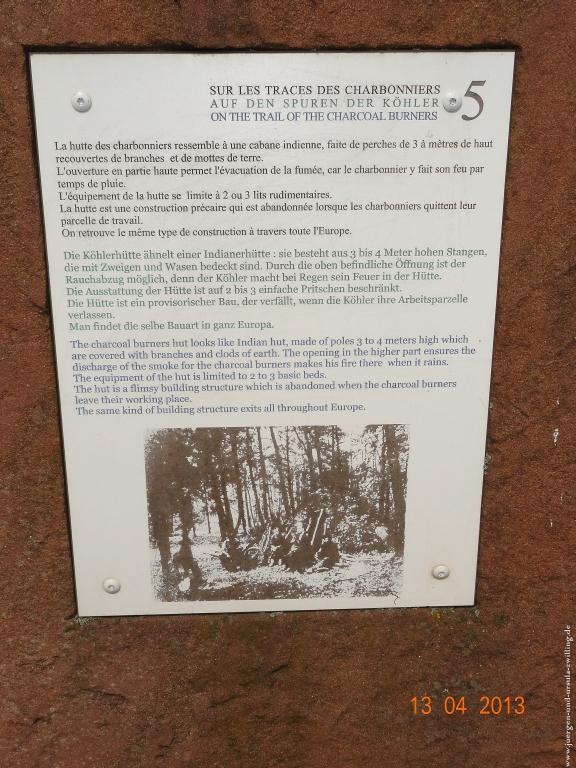 SUR LES TRACES DES CHARBONNIERS
AUF DEN SPUREN DER KÖHLER
ON THE TRAIL OF THE CHARCOAL BURNERS
5
La hutte des charbonniers ressemble à une cabane indienne, faite de perches de 3 à mètres de haut
recouvertes de branches et de mottes de terre.
L'ouverture en partie haute permet l'évacuation de la fumée, car le charbonnier y fait son feu par
temps de pluie.
L'équipement de la hutte se limite à 2 ou 3 lits rudimentaires.
La hutte est une construction précaire qui est abandonnée lorsque les charbonniers quittent leur
parcelle de travail.
On retrouve le même type de construction à travers toute l'Europe.
Die Köhlerhütte ähnelt einer Indianerhütte : sie besteht aus 3 bis 4 Meter hohen Stangen,
die mit Zweigen und Wasen bedeckt sind. Durch die oben befindliche Öffnung ist der
Rauchabzug möglich, denn der Köhler macht bei Regen sein Feuer in der Hütte.
Die Ausstattung der Hütte ist auf 2 bis 3 einfache Pritschen beschränkt.
Die Hütte ist ein provisorischer Bau, der verfällt, wenn die Köhler ihre Arbeitsparzelle
verlassen.
Man findet die selbe Bauart in ganz Europa.
The charcoal burners hut looks like Indian hut, made of poles 3 to 4 meters high which
are covered with branches and clods of earth. The opening in the higher part ensures the
discharge of the smoke for the charcoal burners makes his fire there when it rains.
The equipment of the hut is limited to 2 to 3 basic beds.
The hut is a flimsy building structure which is abandoned when the charcoal burners
leave their working place.
The same kind of building structure exits all throughout Europe.
13 04 2013
www.juergen-und-ursula-zwilling.de